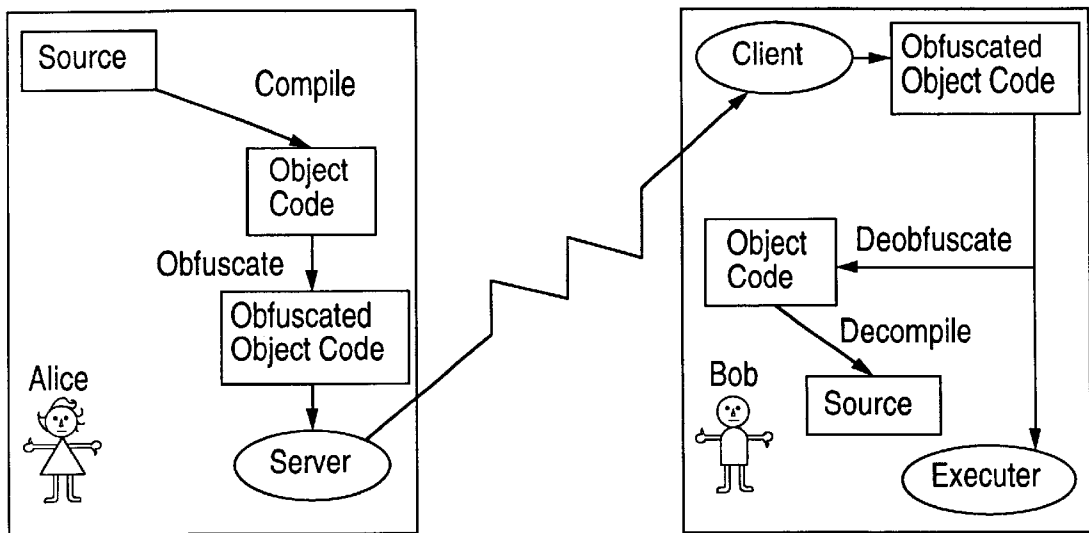 Source
Compile
Object
Code
Obfuscate
Obfuscated
Object Code
Alice
Server
Client
Obfuscated
Object Code
Object
Code
Deobfuscate
Decompile
Bob
Source
Executer